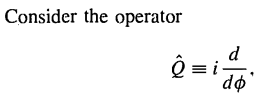 Consider the operator
Q̂ ≡ i d/dϕ,